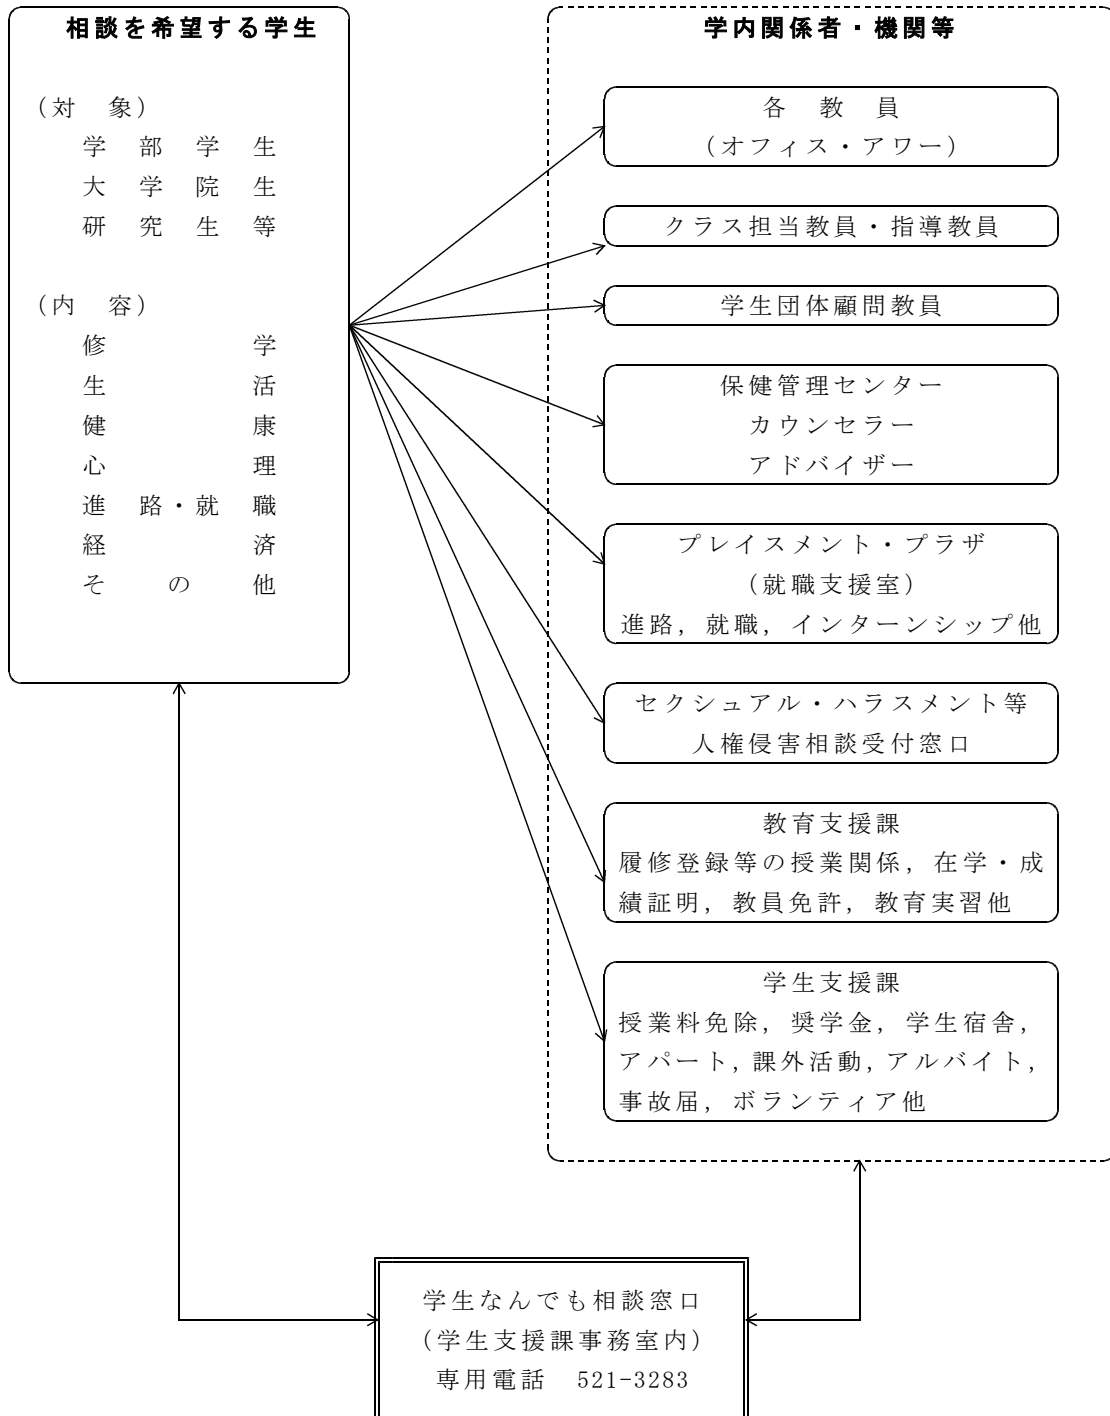 相談を希望する学生
(対 象)
学部学生
大学院生
研究生等
(内 容)
修学
生活
健康
心理
進路・就職
経済
その他
学内関係者・機関等
各教員
(オフィス・アワー)
クラス担当教員・指導教員
学生団体顧問教員
保健管理センター
カウンセラー
アドバイザー
プレイスメント・プラザ
(就職支援室)
進路,就職,インターンシップ他
セクシュアル・ハラスメント等
人権侵害相談受付窓口
教育支援課
履修登録等の授業関係,在学・成
績証明,教員免許,教育実習他
学生支援課
授業料免除,奨学金,学生宿舎,
アパート,課外活動,アルバイト,
事故届,ボランティア他
学生なんでも相談窓口
(学生支援課事務室内)
専用電話 521-3283